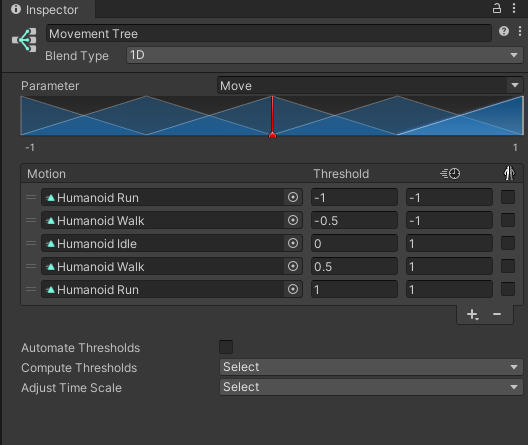 Inspector
Movement Tree
Blend Type 1D
Parameter Move
-1 1
Motion Threshold
Humanoid Run -1 -1
Humanoid Walk -0.5 -1
Humanoid Idle 0 1
Humanoid Walk 0.5 1
Humanoid Run 1 1
Automate Thresholds
Compute Thresholds Select
Adjust Time Scale Select